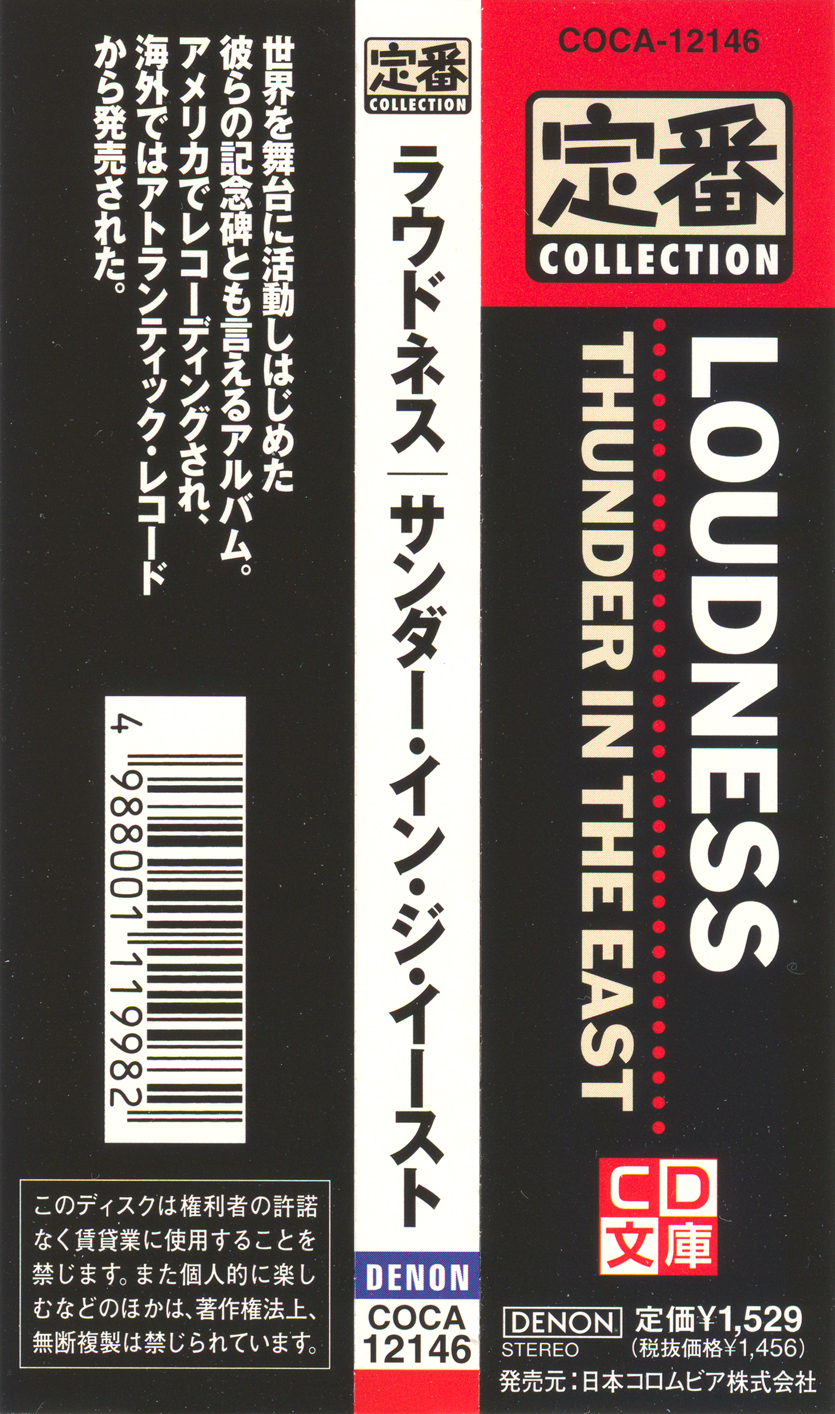 COCA-12146
定番
COLLECTION
LOUDNESS
THUNDER IN THE EAST
CD
文庫
DENON 定価¥1,529
STEREO (税抜価格¥1,456)
発売元:日本コロムビア株式会社
定番
COLLECTION
ラウドネス|サンダー・イン・ジ・イースト
DENON
COCA
12146
世界を舞台に活動しはじめた
彼らの記念碑とも言えるアルバム。
アメリカでレコーディングされ、
海外ではアトランティック・レコード
から発売された。
4 988001 119982
このディスクは権利者の許諾
なく賃貸業に使用することを
禁じます。また個人的に楽し
むなどのほかは、著作権法上、
無断複製は禁じられています。